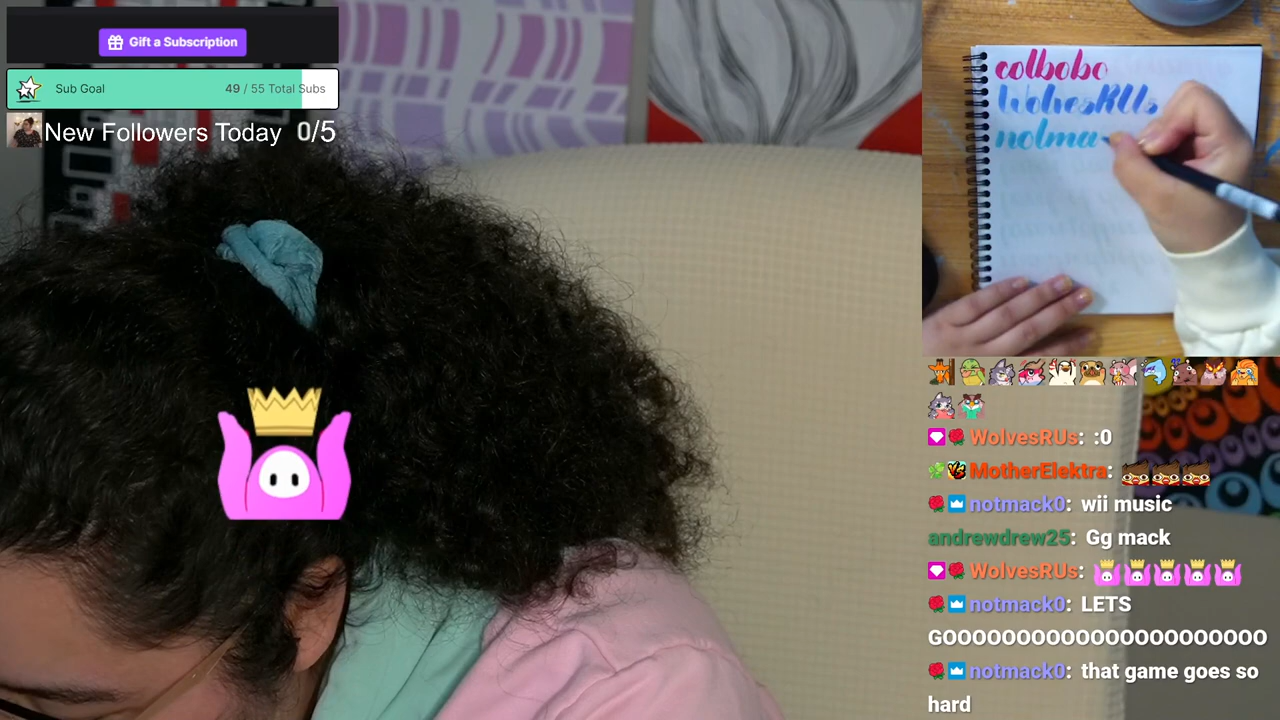 Gift a Subscription
Sub Goal 49 / 55 Total Subs
New Followers Today 0/5
colbobo
WolvesRUs
notma
WolvesRUs: :0
MotherElektra:
notmack0: wii music
andrewdrew25: Gg mack
WolvesRUs:
notmack0: LETS
GOOOOOOOOOOOOOOOOOOOOOO
notmack0: that game goes so
hard